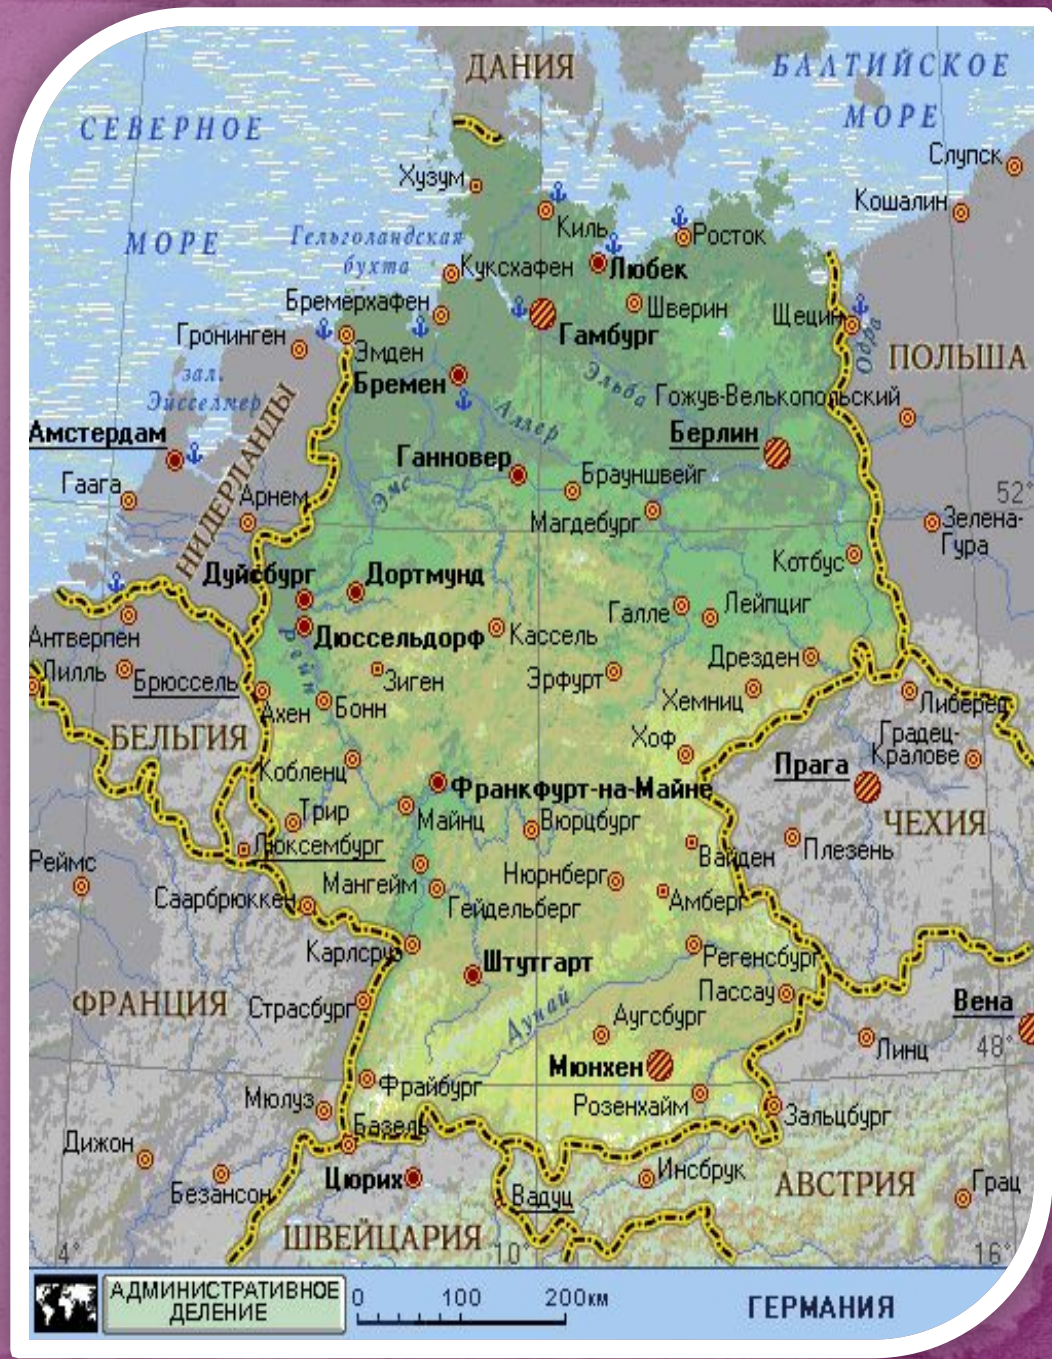 ДАНИЯ
БАЛТИЙСКОЕ
МОРЕ
СЕВЕРНОЕ
МОРЕ
Слупск
Хузум
Кошалин
Киль
Гельголандская
бухта
Росток
Куксхафен
Любек
Бремерхафен
Шверин
Щецин
Гронинген
Гамбург
Одра
Эмден
ПОЛЬША
зал.
Эйсселмер
Бремен
Эльба
Гожув-Велькопольский
НИДЕРЛАНДЫ
Аллер
Амстердам
Берлин
Ганновер
Гаага
Брауншвейг
Эмс
Арнем
52°
Магдебург
Зелена-
Гура
Котбус
Дуйсбург
Дортмунд
Галле
Лейпциг
Антверпен
Дюссельдорф
Кассель
Рейн
Лилль
Брюссель
Зиген
Эрфурт
Дрезден
Хемниц
Либерец
Ахен
Бонн
БЕЛЬГИЯ
Хоф
Градец-
Кралове
Кобленц
Прага
Франкфурт-на-Майне
Трир
Майнц
Вюрцбург
ЧЕХИЯ
Люксембург
Вайден
Плезень
Реймс
Мангейм
Нюрнберг
Саарбрюккен
Гейдельберг
Амберг
Карлсруэ
Штутгарт
Регенсбург
ФРАНЦИЯ
Страсбург
Пассау
Вена
Дунай
Аугсбург
Линц
48°
Мюнхен
Фрайбург
Мюлуз
Розенхайм
Зальцбург
Базель
Дижон
Безансон
Цюрих
Вадуц
Инсбрук
АВСТРИЯ
Грац
ШВЕЙЦАРИЯ
4°
10°
16°
АДМИНИСТРАТИВНОЕ
ДЕЛЕНИЕ
0 100 200км
ГЕРМАНИЯ